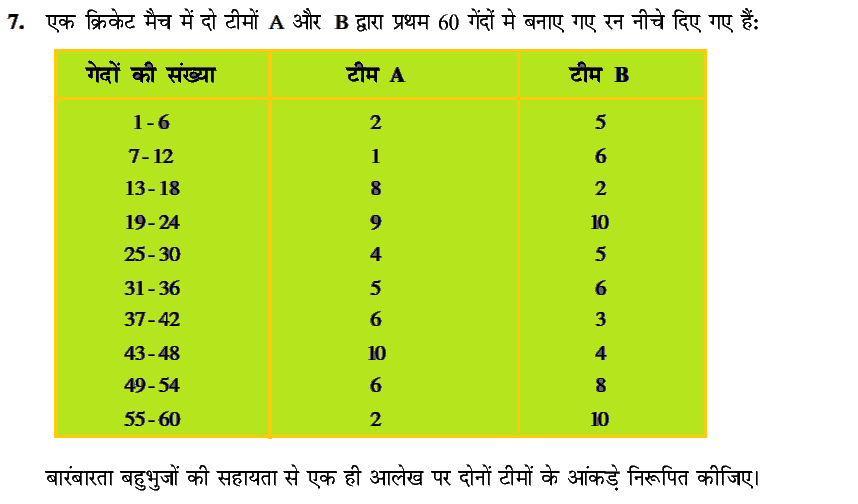 7. एक क्रिकेट मैच में दो टीमों A और B द्वारा प्रथम 60 गेंदों मे बनाए गए रन नीचे दिए गए हैं:
गेदों की संख्या टीम A टीम B
1-6 2 5
7-12 1 6
13-18 8 2
19-24 9 10
25-30 4 5
31-36 5 6
37-42 6 3
43-48 10 4
49-54 6 8
55-60 2 10
बारंबारता बहुभुजों की सहायता से एक ही आलेख पर दोनों टीमों के आंकड़े निरूपित कीजिए।